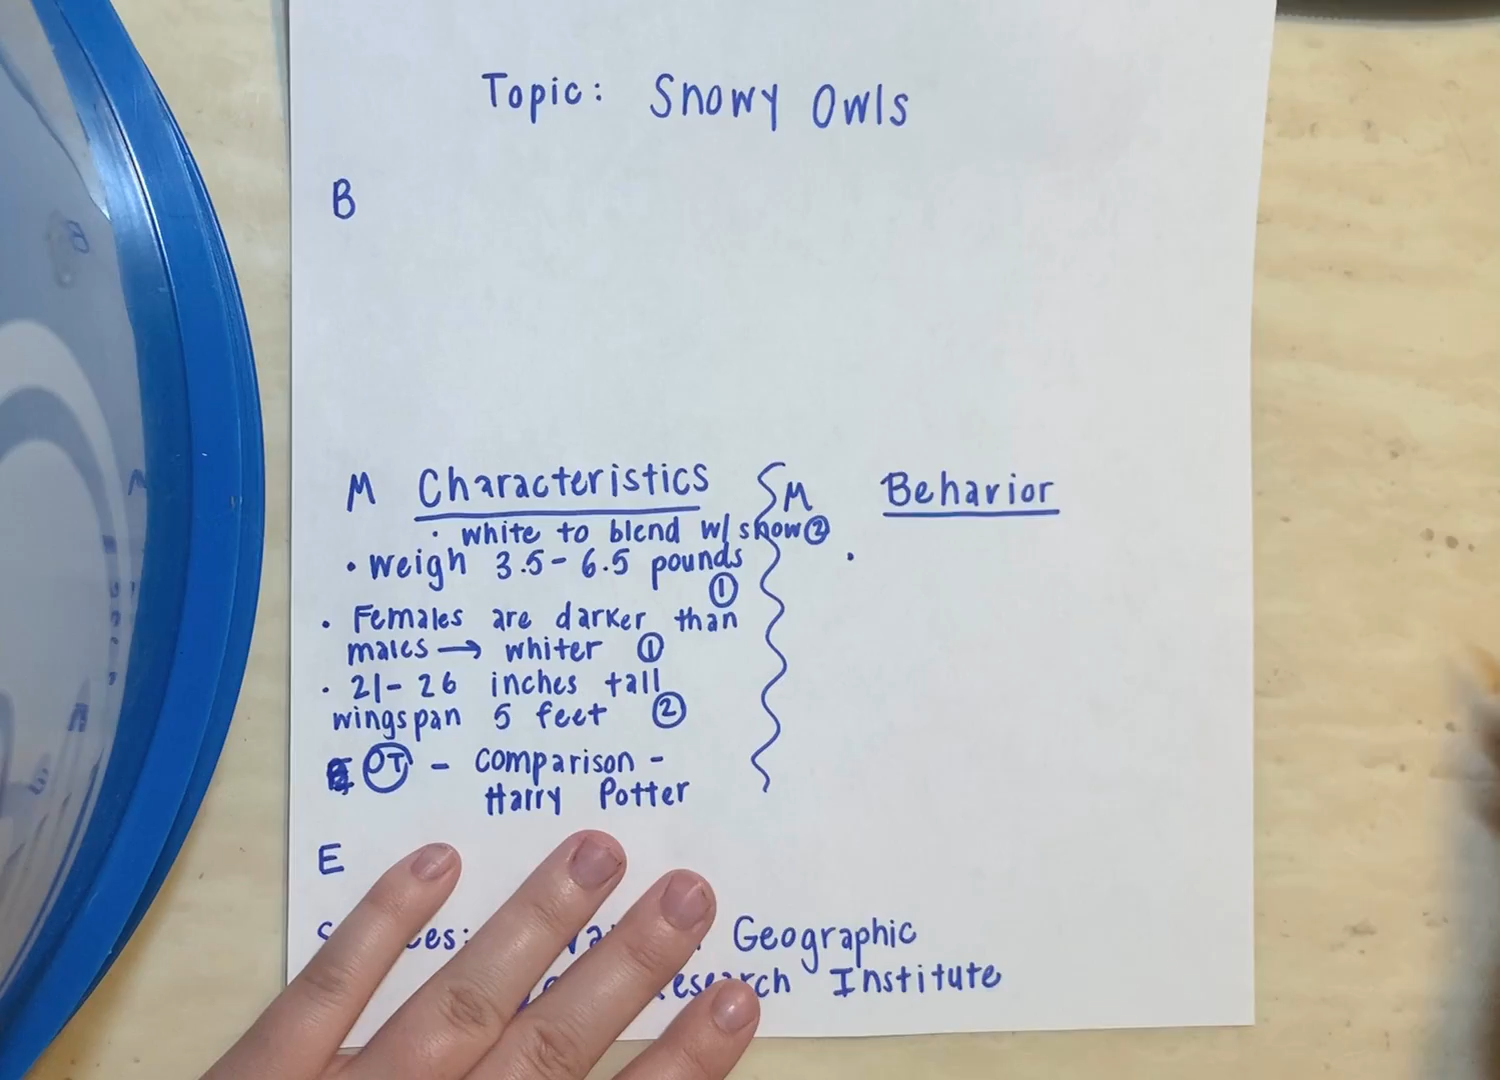 Topic: Snowy Owls
B
M Characteristics
• white to blend w/ snow ②
• weigh 3.5 - 6.5 pounds
①
• Females are darker than
males → whiter ①
• 21 - 26 inches tall
wingspan 5 feet ②
PT - comparison -
Harry Potter
M Behavior
•
E
Geographic
Institute